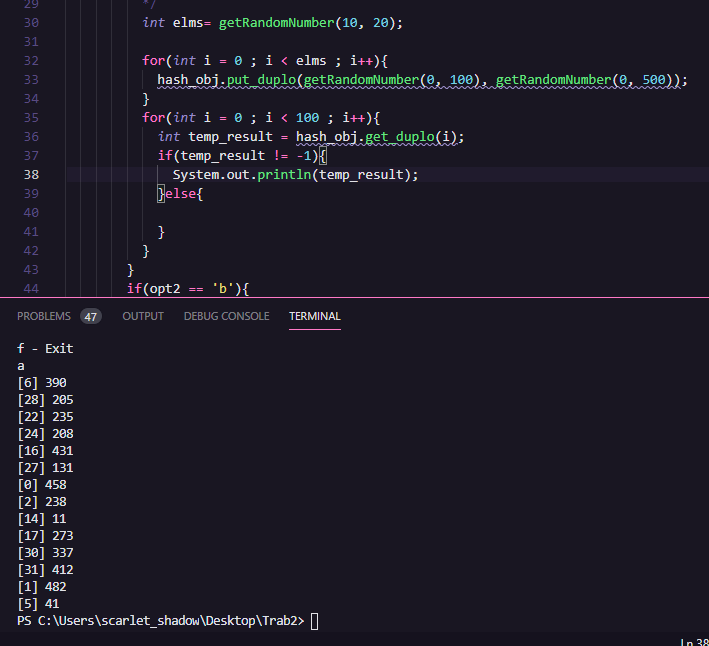 29 */
30 int elms= getRandomNumber(10, 20);
31
32 for(int i = 0 ; i < elms ; i++){
33 hash_obj.put_duplo(getRandomNumber(0, 100), getRandomNumber(0, 500));
34 }
35 for(int i = 0 ; i < 100 ; i++){
36 int temp_result = hash_obj.get_duplo(i);
37 if(temp_result != -1){
38 System.out.println(temp_result);
39 }else{
40
41 }
42 }
43 }
44 if(opt2 == 'b'){
PROBLEMS 47 OUTPUT DEBUG CONSOLE TERMINAL
f - Exit
a
[6] 390
[28] 205
[22] 235
[24] 208
[16] 431
[27] 131
[0] 458
[2] 238
[14] 11
[17] 273
[30] 337
[31] 412
[1] 482
[5] 41
PS C:\Users\scarlet_shadow\Desktop\Trab2>
Ln 38